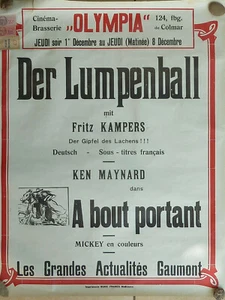 Cinéma-
Brasserie
„OLYMPIA“
124, fbg.
de Colmar
JEUDI soir 1er Décembre au JEUDI (Matinée) 8 Décembre
Der Lumpenball
mit
Fritz KAMPERS
Der Gipfel des Lachens!!!
Deutsch - Sous-titres français
KEN MAYNARD
dans
A bout portant
MICKEY en couleurs
Les Grandes Actualités Gaumont